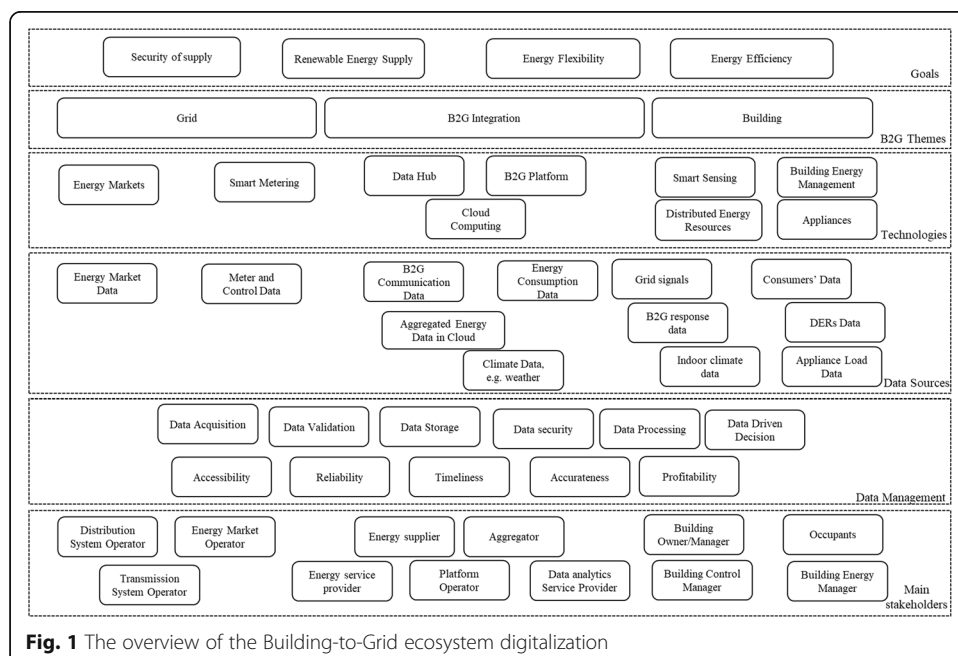 Security of supply
Renewable Energy Supply
Energy Flexibility
Energy Efficiency
Goals
Grid
B2G Integration
Building
B2G Themes
Energy Markets
Smart Metering
Data Hub
B2G Platform
Cloud
Computing
Smart Sensing
Building Energy
Management
Distributed Energy
Resources
Appliances
Technologies
Energy Market
Data
Meter and
Control Data
B2G
Communication
Data
Energy
Consumption
Data
Grid signals
Consumers' Data
Aggregated Energy
Data in Cloud
B2G response
data
DERs Data
Climate Data,
e.g. weather
Indoor climate
data
Appliance Load
Data
Data Sources
Data Acquisition
Data Validation
Data Storage
Data security
Data Processing
Data Driven
Decision
Accessibility
Reliability
Timeliness
Accurateness
Profitability
Data Management
Distribution
System Operator
Energy Market
Operator
Energy supplier
Aggregator
Building
Owner/Manager
Occupants
Transmission
System Operator
Energy service
provider
Platform
Operator
Data analytics
Service Provider
Building Control
Manager
Building Energy
Manager
Main
stakeholders
Fig. 1 The overview of the Building-to-Grid ecosystem digitalization